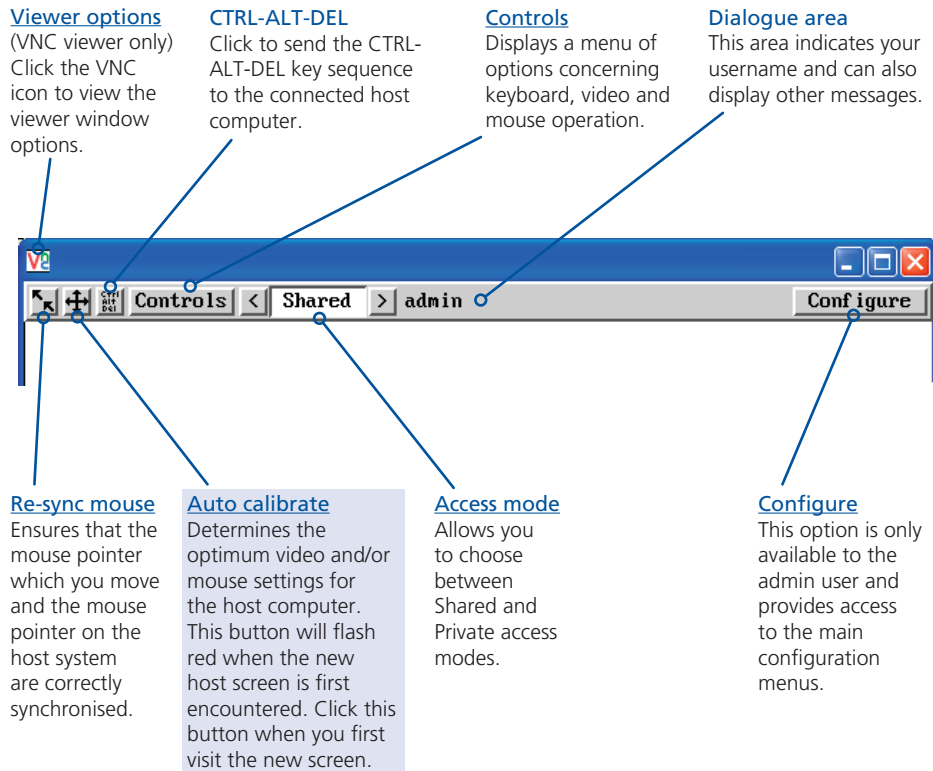 Viewer options
(VNC viewer only)
Click the VNC
icon to view the
viewer window
options.
CTRL-ALT-DEL
Click to send the CTRL-
ALT-DEL key sequence
to the connected host
computer.
Controls
Displays a menu of
options concerning
keyboard, video and
mouse operation.
Dialogue area
This area indicates your
username and can also
display other messages.
Ctrl
Alt
Del
Controls
<
Shared
>
admin
Configure
Re-sync mouse
Ensures that the
mouse pointer
which you move
and the mouse
pointer on the
host system
are correctly
synchronised.
Auto calibrate
Determines the
optimum video and/or
mouse settings for
the host computer.
This button will flash
red when the new
host screen is first
encountered. Click this
button when you first
visit the new screen.
Access mode
Allows you
to choose
between
Shared and
Private access
modes.
Configure
This option is only
available to the
admin user and
provides access
to the main
configuration
menus.